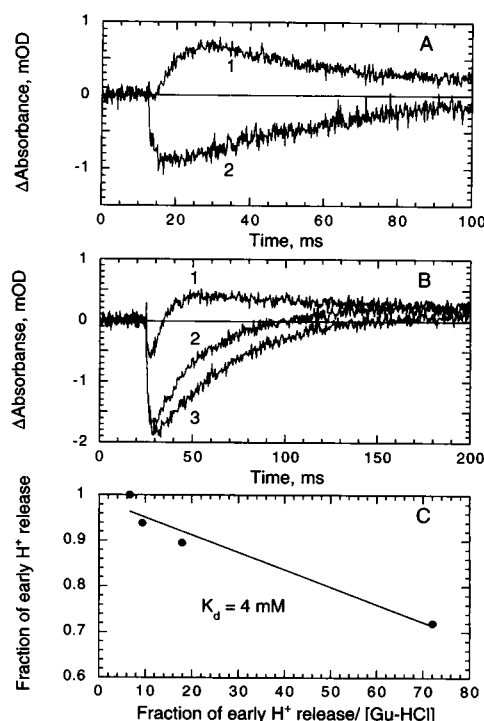 A
ΔAbsorbance, mOD
1
0
-1
1
2
0 20 40 60 80 100
Time, ms
B
ΔAbsorbanse, mOD
1
0
-1
-2
1
2
3
0 50 100 150 200
Time, ms
C
Fraction of early H+ release
1
0.9
0.8
0.7
0.6
Kd = 4 mM
0 10 20 30 40 50 60 70 80
Fraction of early H+ release/ [Gu-HCl]